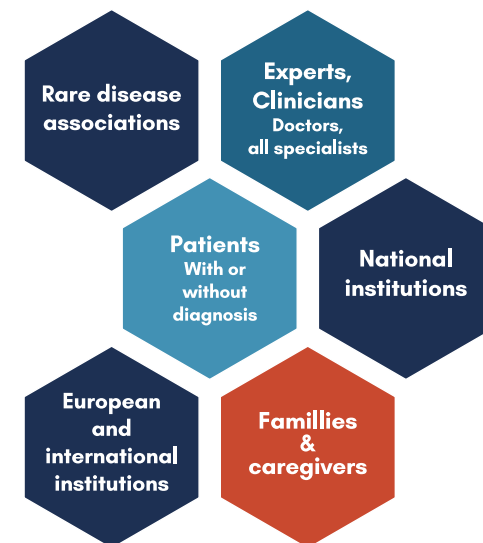 Rare disease
associations
Experts,
Clinicians
Doctors,
all specialists
Patients
With or
without
diagnosis
National
institutions
European
and
international
institutions
Famillies
&
caregivers